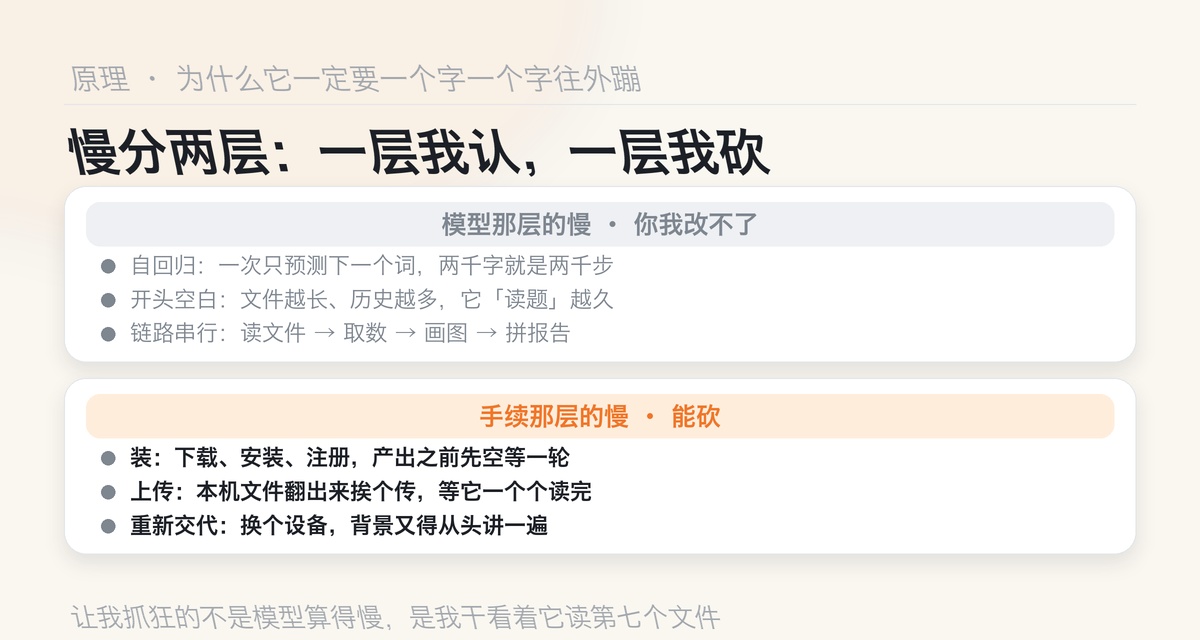 原理 · 为什么它一定要一个字一个字往外蹦
慢分两层：一层我认，一层我砍
模型那层的慢 · 你我改不了
● 自回归：一次只预测下一个词，两千字就是两千步
● 开头空白：文件越长、历史越多，它「读题」越久
● 链路串行：读文件 → 取数 → 画图 → 拼报告
手续那层的慢 · 能砍
● 装：下载、安装、注册，产出之前先空等一轮
● 上传：本机文件翻出来挨个传，等它一个个读完
● 重新交代：换个设备，背景又得从头讲一遍
让我抓狂的不是模型算得慢，是我干看着它读第七个文件